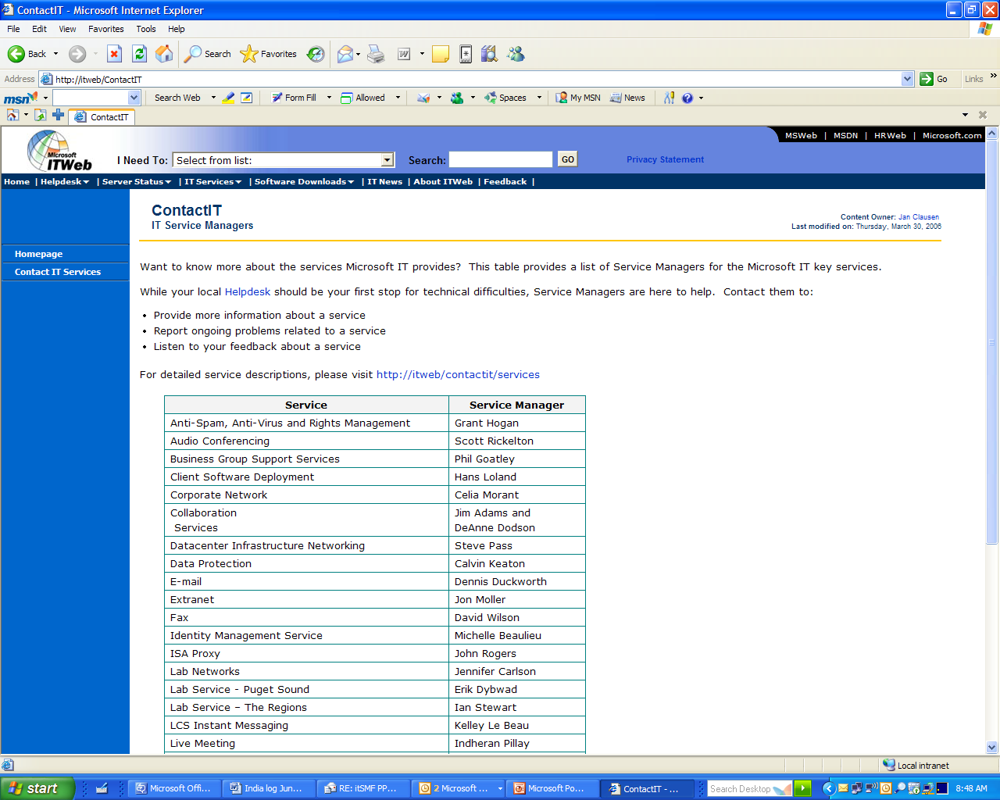 ContactIT - Microsoft Internet Explorer
File Edit View Favorites Tools Help
Back Search Favorites
Address http://itweb/ContactIT Go Links »
msn Search Web Form Fill Allowed Spaces My MSN News
ContactIT
MSWeb | MSDN | HRWeb | Microsoft.com
Microsoft ITWeb
I Need To: Select from list: Search: GO Privacy Statement
Home | Helpdesk | Server Status | IT Services | Software Downloads | IT News | About ITWeb | Feedback |
ContactIT
IT Service Managers
Content Owner: Jan Clausen
Last modified on: Thursday, March 30, 2006
Homepage
Contact IT Services
Want to know more about the services Microsoft IT provides? This table provides a list of Service Managers for the Microsoft IT key services.
While your local Helpdesk should be your first stop for technical difficulties, Service Managers are here to help. Contact them to:
• Provide more information about a service
• Report ongoing problems related to a service
• Listen to your feedback about a service
For detailed service descriptions, please visit http://itweb/contactit/services
Service Service Manager
Anti-Spam, Anti-Virus and Rights Management Grant Hogan
Audio Conferencing Scott Rickelton
Business Group Support Services Phil Goatley
Client Software Deployment Hans Loland
Corporate Network Celia Morant
Collaboration Jim Adams and
Services DeAnne Dodson
Datacenter Infrastructure Networking Steve Pass
Data Protection Calvin Keaton
E-mail Dennis Duckworth
Extranet Jon Moller
Fax David Wilson
Identity Management Service Michelle Beaulieu
ISA Proxy John Rogers
Lab Networks Jennifer Carlson
Lab Service - Puget Sound Erik Dybwad
Lab Service – The Regions Ian Stewart
LCS Instant Messaging Kelley Le Beau
Live Meeting Indheran Pillay
Local intranet
start Microsoft Offi... India log Jun... RE: itSMF PP... 2 Microsoft ... Microsoft Po... ContactIT - ... Search Desktop 8:48 AM